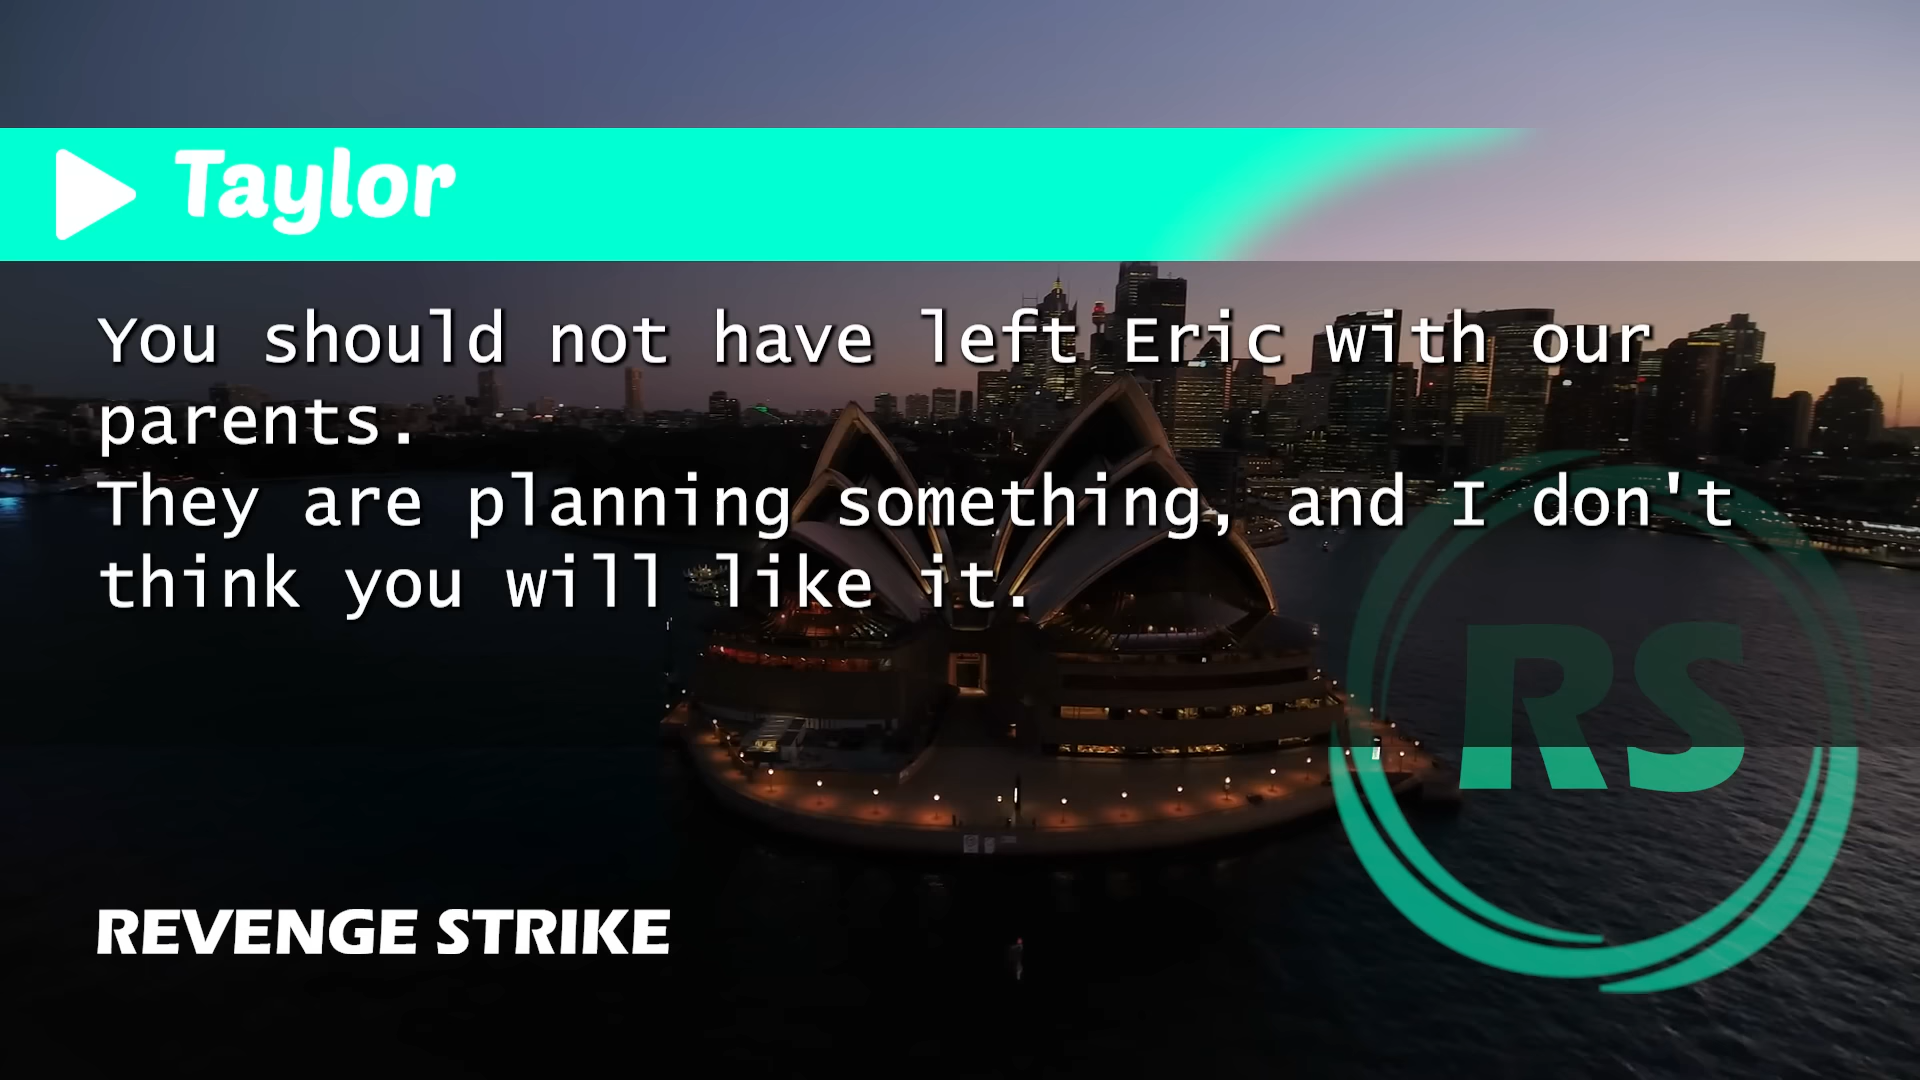 Taylor
You should not have left Eric with our
parents.
They are planning something, and I don't
think you will like it.
RS
REVENGE STRIKE